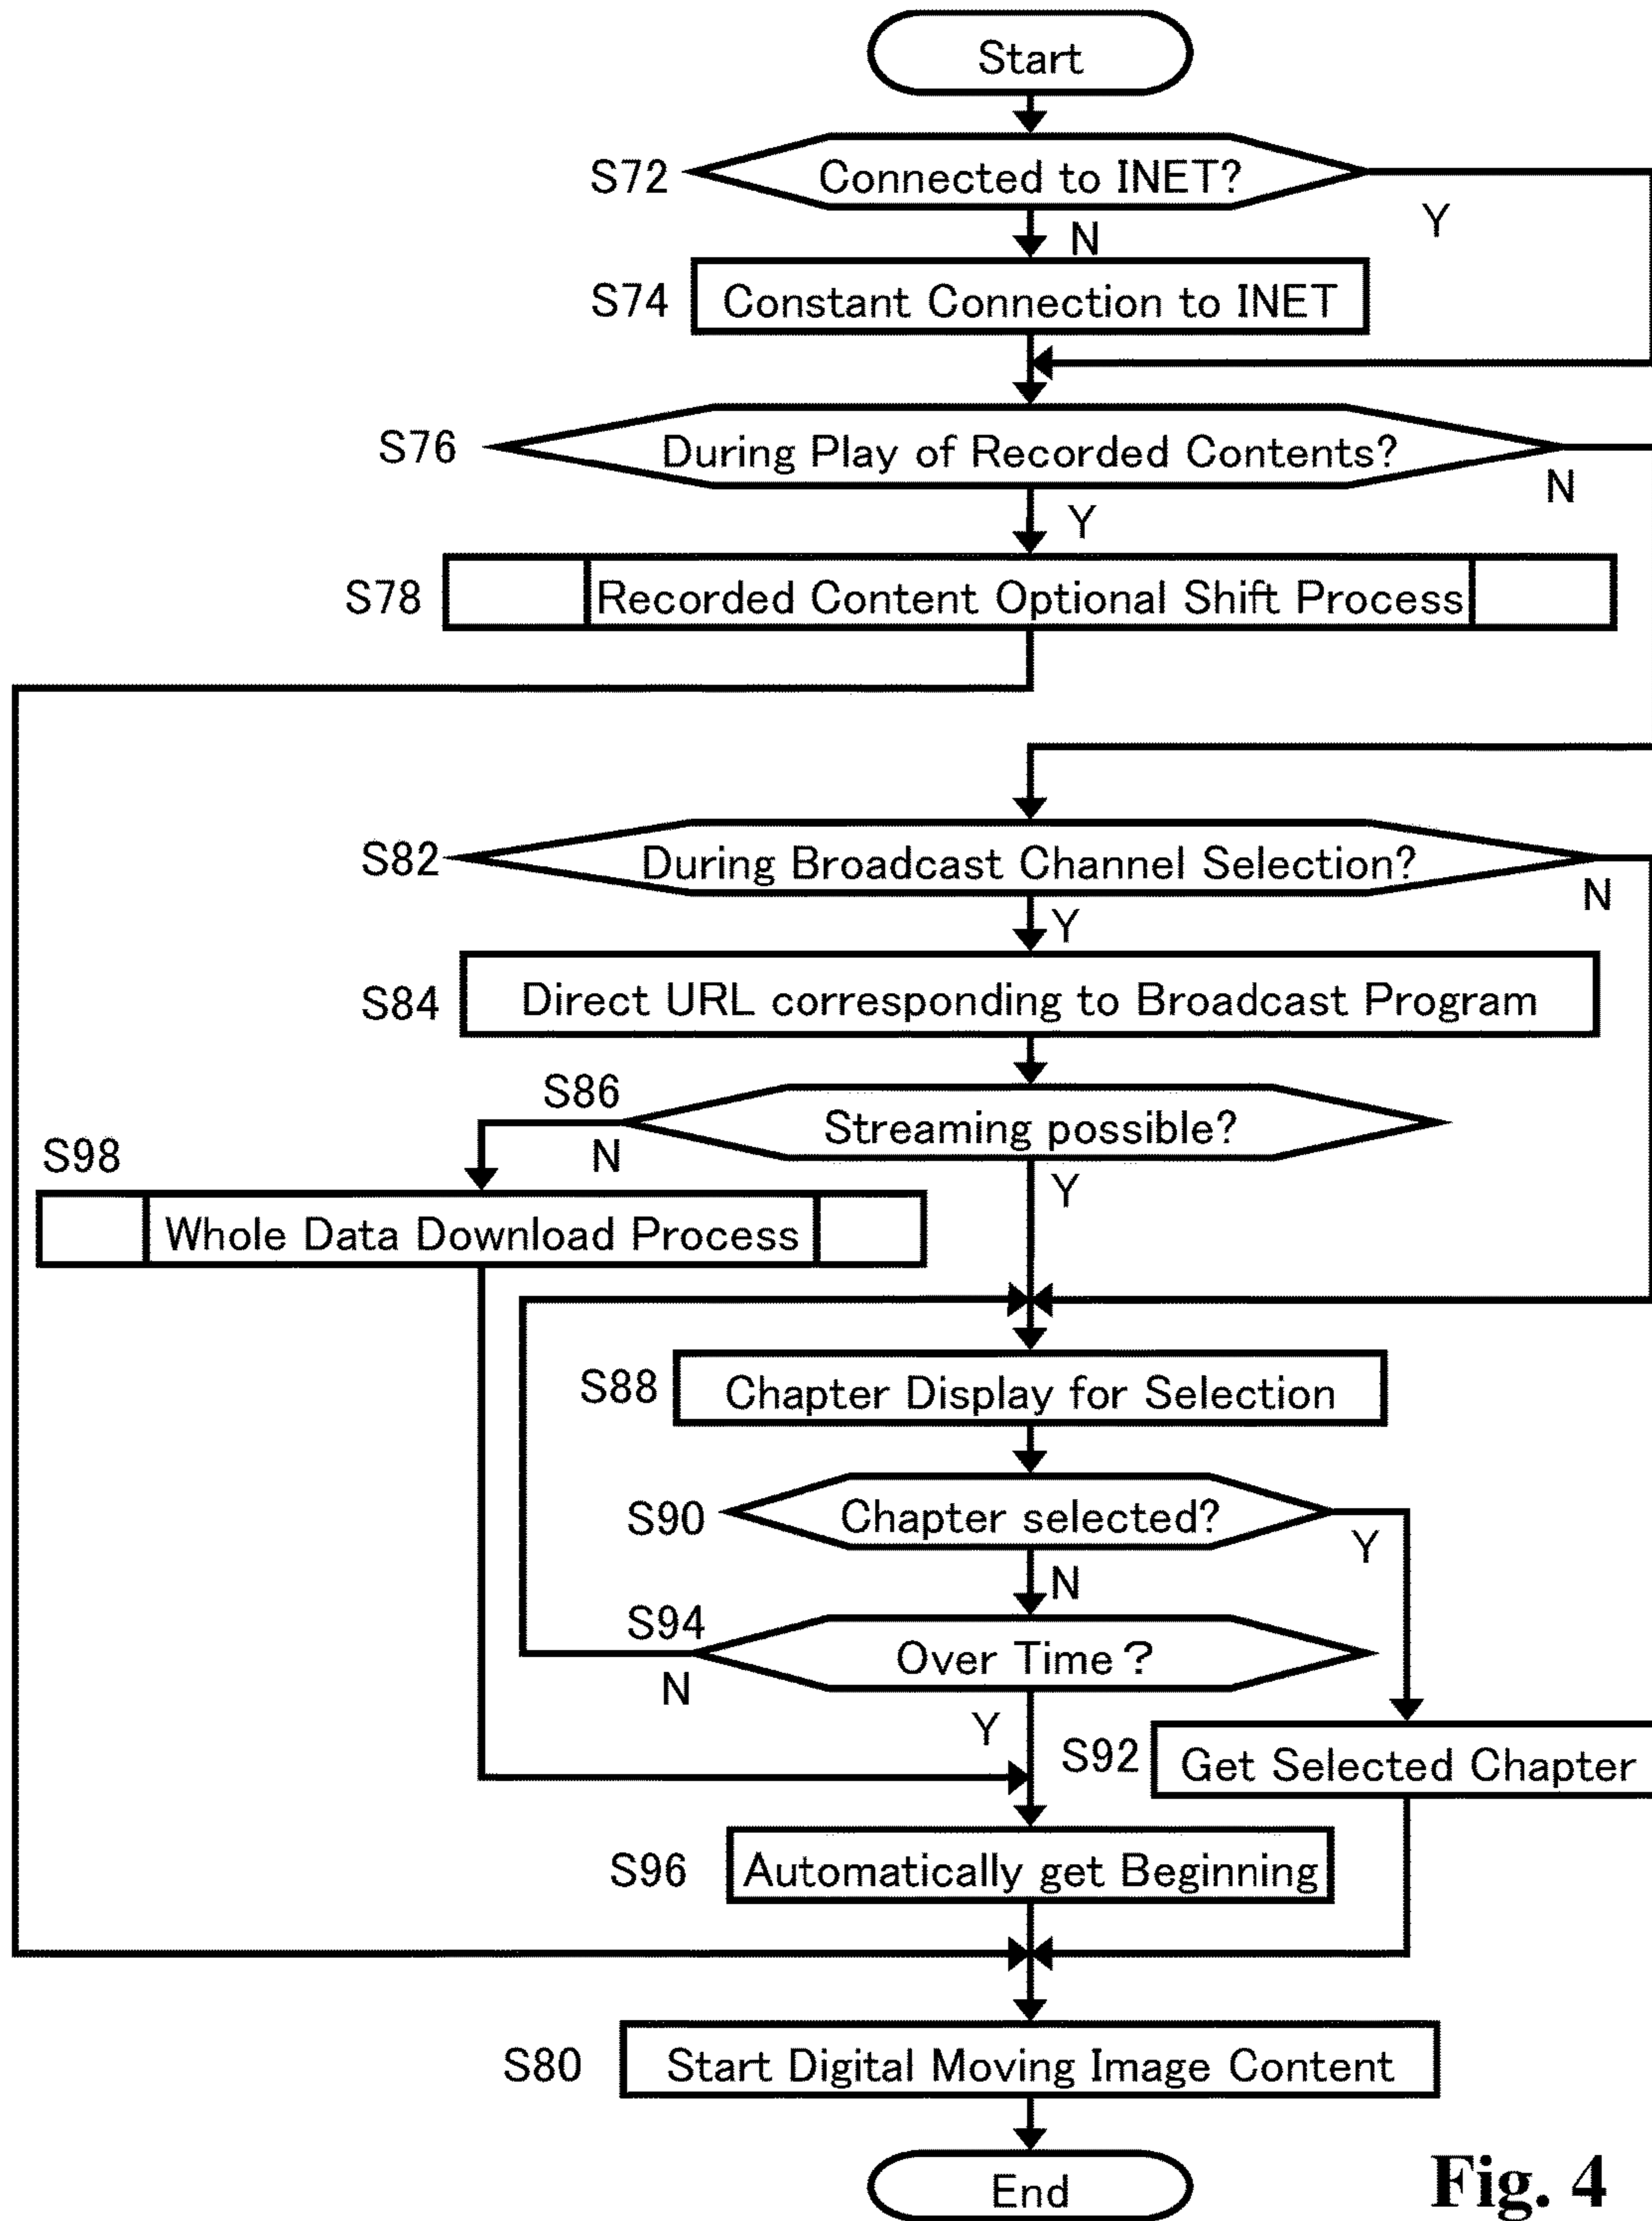 Start
S72
Connected to INET?
Y
N
S74
Constant Connection to INET
S76
During Play of Recorded Contents?
N
Y
S78
Recorded Content Optional Shift Process
S82
During Broadcast Channel Selection?
N
Y
S84
Direct URL corresponding to Broadcast Program
S86
Streaming possible?
N
Y
S98
Whole Data Download Process
S88
Chapter Display for Selection
S90
Chapter selected?
Y
N
S94
Over Time?
N
Y
S92
Get Selected Chapter
S96
Automatically get Beginning
S80
Start Digital Moving Image Content
End
Fig. 4